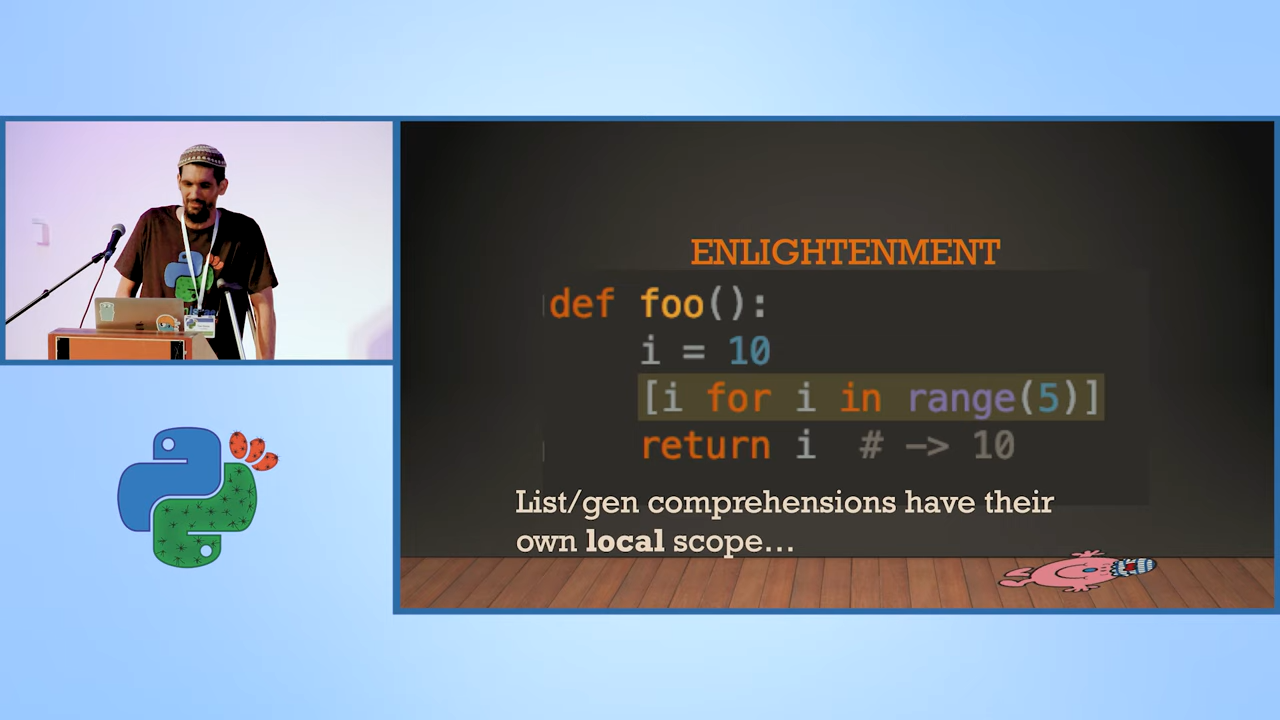 ENLIGHTENMENT
def foo():
i = 10
[i for i in range(5)]
return i # –> 10
List/gen comprehensions have their
own local scope...